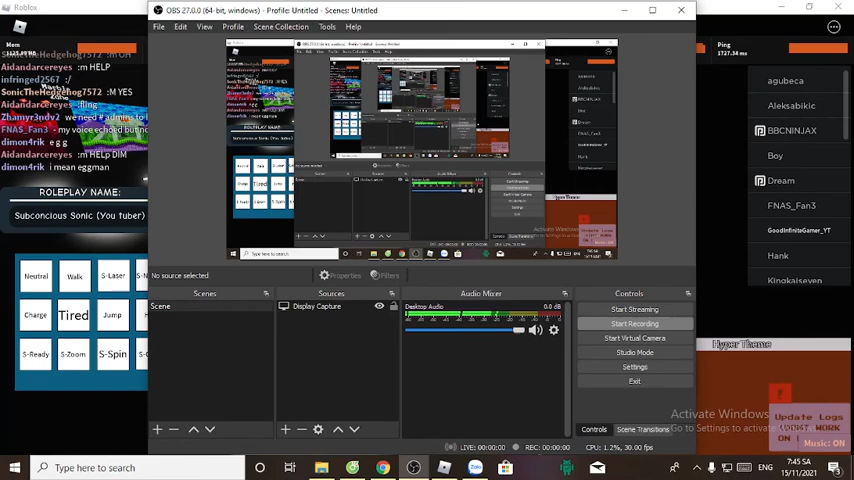 Roblox
OBS 27.0.0 (64-bit, windows) - Profile: Untitled - Scenes: Untitled
File Edit View Profile Scene Collection Tools Help
Mem
Ping
1727.34 ms
SonicTheHedgehog7572
Aidandarcereyes : m HELP
infringed2567 :/
SonicTheHedgehog7572 : M YES
Aidandarcereyes : fling
Zhamyr3ndv2 : we need # admins to
FNAS_Fan3 - my voice echoed but no
dimon4rik : e g g
Aidandarcereyes : m HELp DIM
dimon4rik : i mean eggman
ROLEPLAY NAME:
Subconcious Sonic (You tuber)
Neutral Walk S-Laser
Charge Tired Jump
S-Ready S-Zoom S-Spin
agubeca
Aleksabikic
BBCNINJAX
Boy
Dream
FNAS_Fan3
GoodInfiniteGamer_YT
Hank
Kingkaiseven
No source selected
Properties
Filters
Scenes
Sources
Audio Mixer
Controls
Scene
Display Capture
Desktop Audio
0.0 dB
Start Streaming
Start Recording
Start Virtual Camera
Studio Mode
Settings
Exit
Controls Scene Transitions
LIVE: 00:00:00 REC: 00:00:00 CPU: 1.2%, 30.00 fps
Hyper Theme
Activate Windows
Go to Settings to activate
Update Logs
Music: ON
Type here to search
ENG
7:45 SA
15/11/2021
3